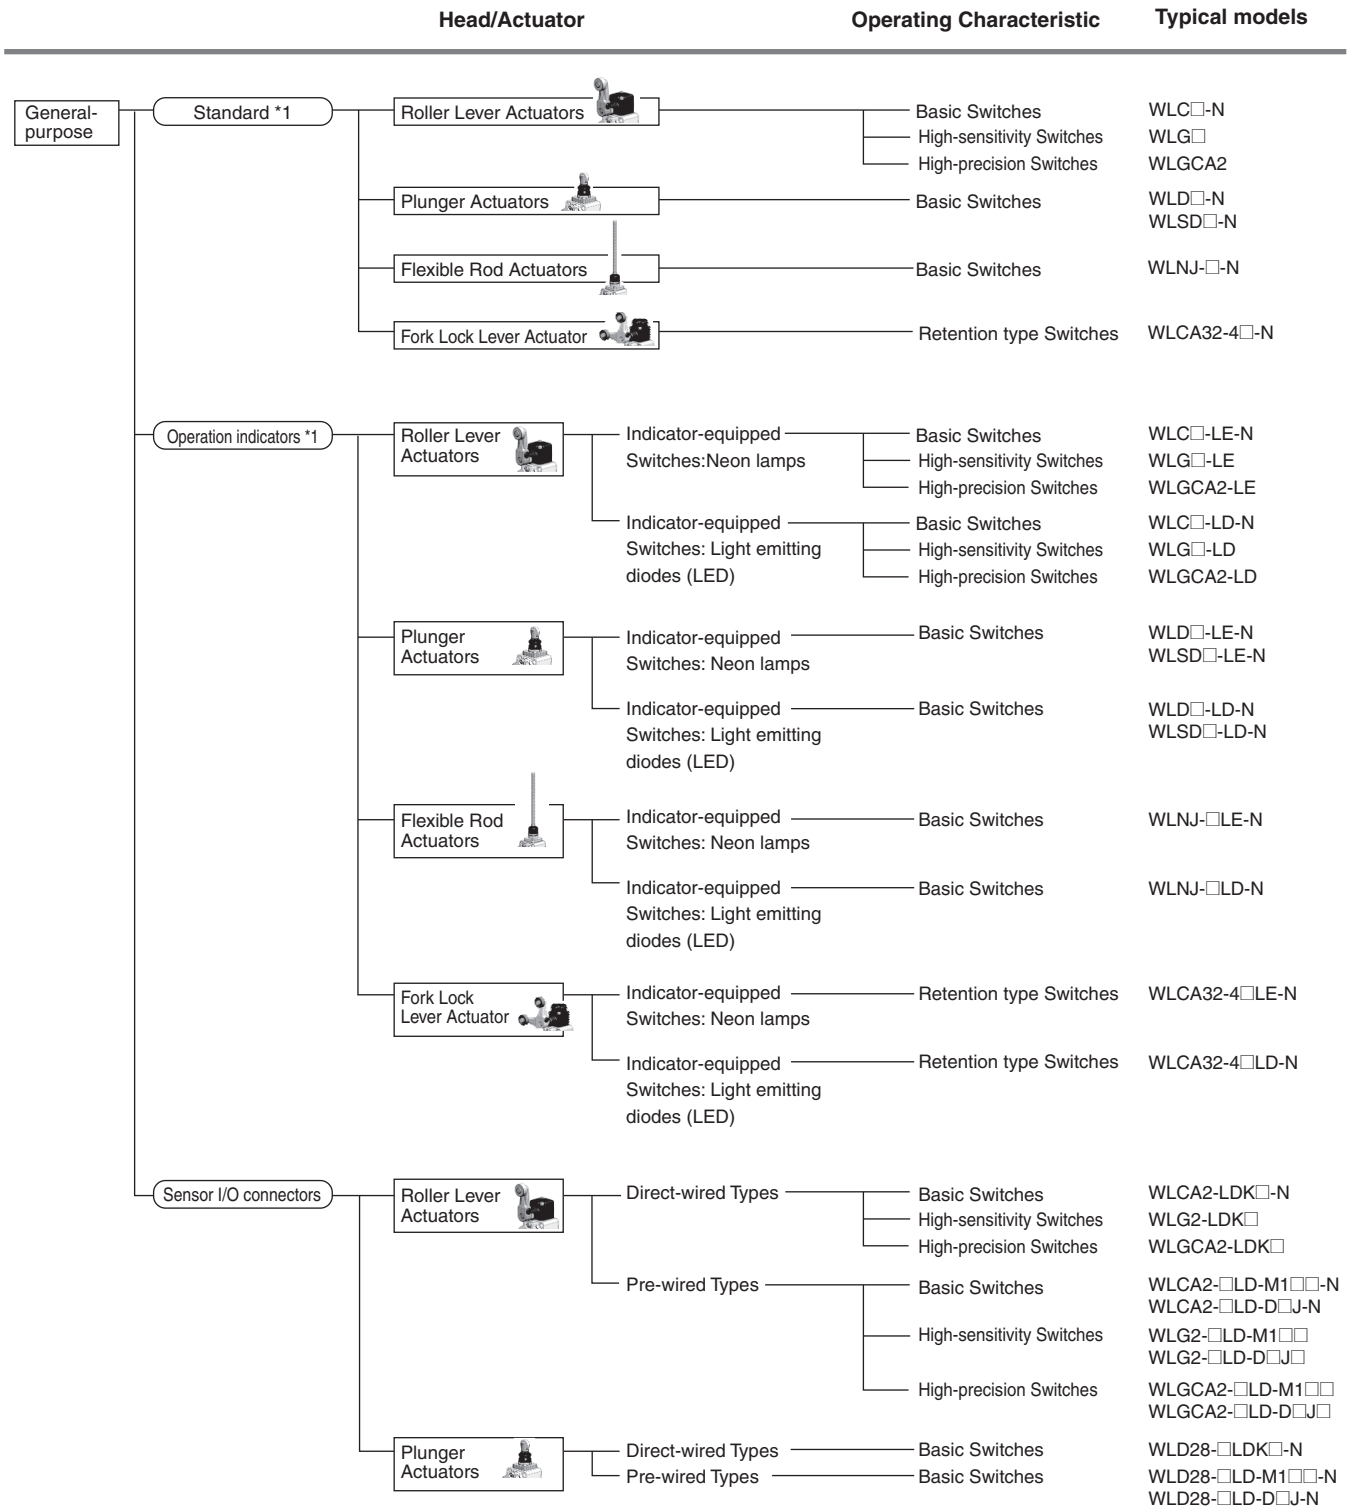 Head/Actuator Operating Characteristic Typical models
General-
purpose
Standard *1
Roller Lever Actuators
Basic Switches WLC□-N
High-sensitivity Switches WLG□
High-precision Switches WLGCA2
Plunger Actuators
Basic Switches WLD□-N
WLSD□-N
Flexible Rod Actuators
Basic Switches WLNJ-□-N
Fork Lock Lever Actuator
Retention type Switches WLCA32-4□-N
Operation indicators *1
Roller Lever
Actuators
Indicator-equipped
Switches:Neon lamps
Basic Switches WLC□-LE-N
High-sensitivity Switches WLG□-LE
High-precision Switches WLGCA2-LE
Indicator-equipped
Switches: Light emitting
diodes (LED)
Basic Switches WLC□-LD-N
High-sensitivity Switches WLG□-LD
High-precision Switches WLGCA2-LD
Plunger
Actuators
Indicator-equipped
Switches: Neon lamps
Basic Switches WLD□-LE-N
WLSD□-LE-N
Indicator-equipped
Switches: Light emitting
diodes (LED)
Basic Switches WLD□-LD-N
WLSD□-LD-N
Flexible Rod
Actuators
Indicator-equipped
Switches: Neon lamps
Basic Switches WLNJ-□LE-N
Indicator-equipped
Switches: Light emitting
diodes (LED)
Basic Switches WLNJ-□LD-N
Fork Lock
Lever Actuator
Indicator-equipped
Switches: Neon lamps
Retention type Switches WLCA32-4□LE-N
Indicator-equipped
Switches: Light emitting
diodes (LED)
Retention type Switches WLCA32-4□LD-N
Sensor I/O connectors
Roller Lever
Actuators
Direct-wired Types
Basic Switches WLCA2-LDK□-N
High-sensitivity Switches WLG2-LDK□
High-precision Switches WLGCA2-LDK□
Pre-wired Types
Basic Switches WLCA2-□LD-M1□□-N
WLCA2-□LD-D□J-N
High-sensitivity Switches WLG2-□LD-M1□□
WLG2-□LD-D□J□
High-precision Switches WLGCA2-□LD-M1□□
WLGCA2-□LD-D□J□
Plunger
Actuators
Direct-wired Types Basic Switches WLD28-□LDK□-N
Pre-wired Types Basic Switches WLD28-□LD-M1□□-N
WLD28-□LD-D□J-N